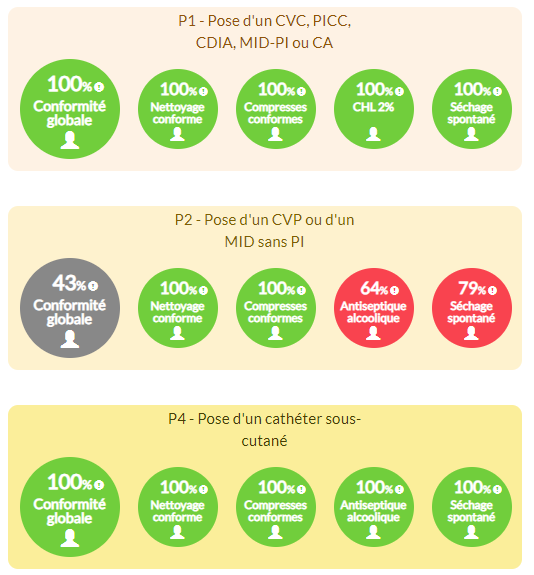 P1 - Pose d'un CVC, PICC,
CDIA, MID-PI ou CA
100%
Conformité
globale
100%
Nettoyage
conforme
100%
Compresses
conformes
100%
CHL 2%
100%
Séchage
spontané
P2 - Pose d'un CVP ou d'un
MID sans PI
43%
Conformité
globale
100%
Nettoyage
conforme
100%
Compresses
conformes
64%
Antiseptique
alcoolique
79%
Séchage
spontané
P4 - Pose d'un cathéter sous-
cutané
100%
Conformité
globale
100%
Nettoyage
conforme
100%
Compresses
conformes
100%
Antiseptique
alcoolique
100%
Séchage
spontané